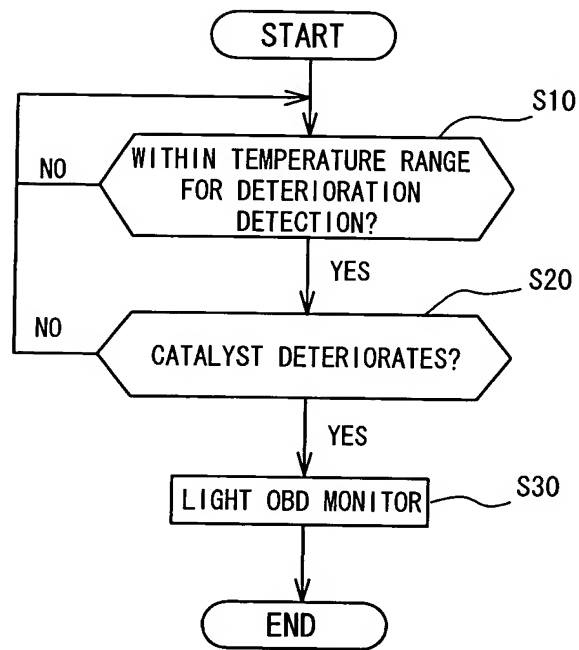 START
S10
WITHIN TEMPERATURE RANGE
FOR DETERIORATION
DETECTION?
NO
YES
S20
NO
CATALYST DETERIORATES?
YES
S30
LIGHT OBD MONITOR
END